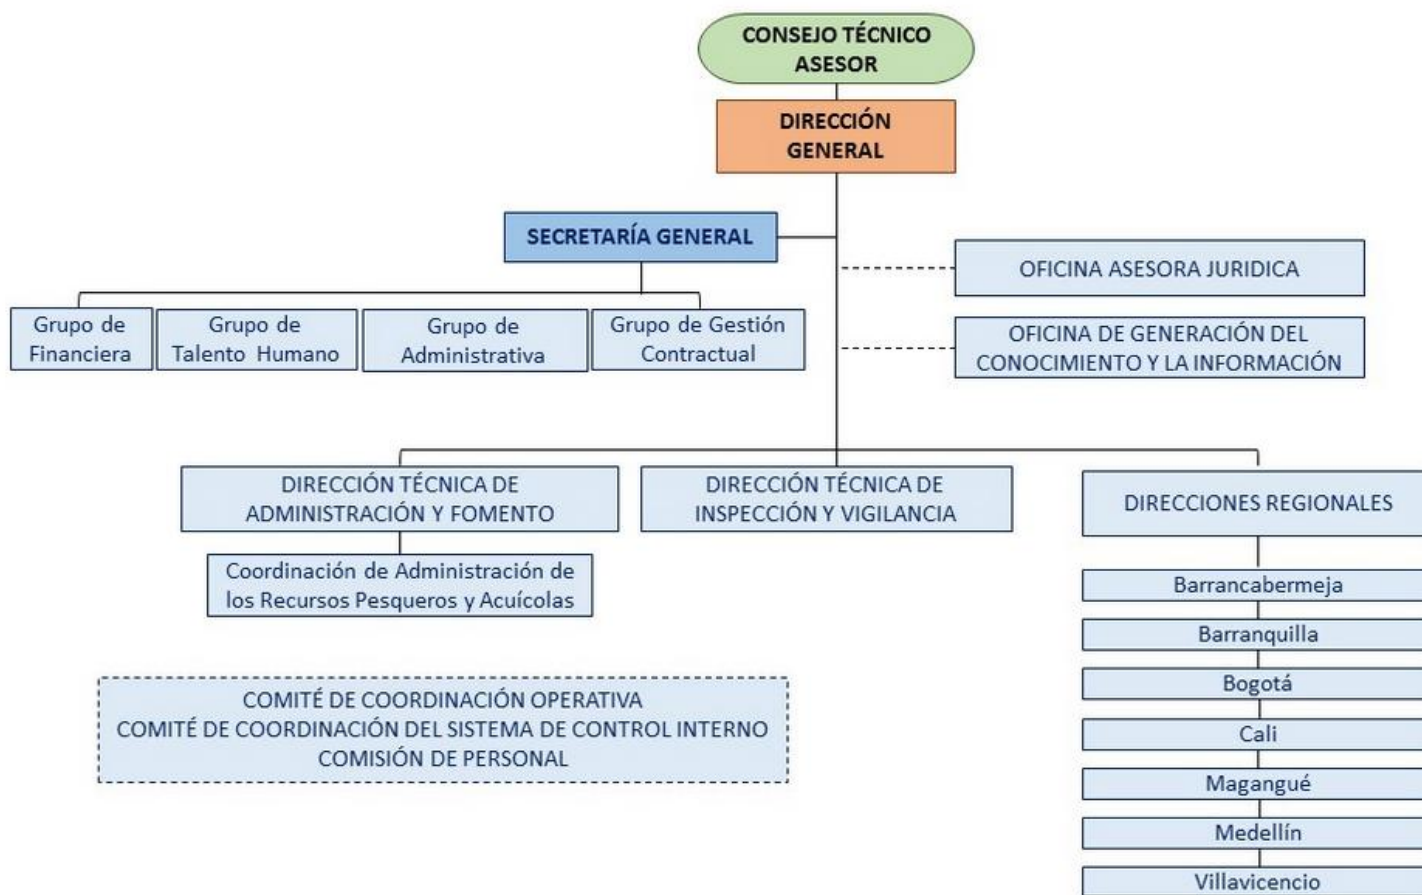 CONSEJO TÉCNICO
ASESOR
DIRECCIÓN
GENERAL
SECRETARÍA GENERAL
OFICINA ASESORA JURIDICA
Grupo de
Financiera
Grupo de
Talento Humano
Grupo de
Administrativa
Grupo de Gestión
Contractual
OFICINA DE GENERACIÓN DEL
CONOCIMIENTO Y LA INFORMACIÓN
DIRECCIÓN TÉCNICA DE
ADMINISTRACIÓN Y FOMENTO
DIRECCIÓN TÉCNICA DE
INSPECCIÓN Y VIGILANCIA
DIRECCIONES REGIONALES
Coordinación de Administración de
los Recursos Pesqueros y Acuícolas
Barrancabermeja
Barranquilla
Bogotá
Cali
Magangué
Medellín
Villavicencio
COMITÉ DE COORDINACIÓN OPERATIVA
COMITÉ DE COORDINACIÓN DEL SISTEMA DE CONTROL INTERNO
COMISIÓN DE PERSONAL